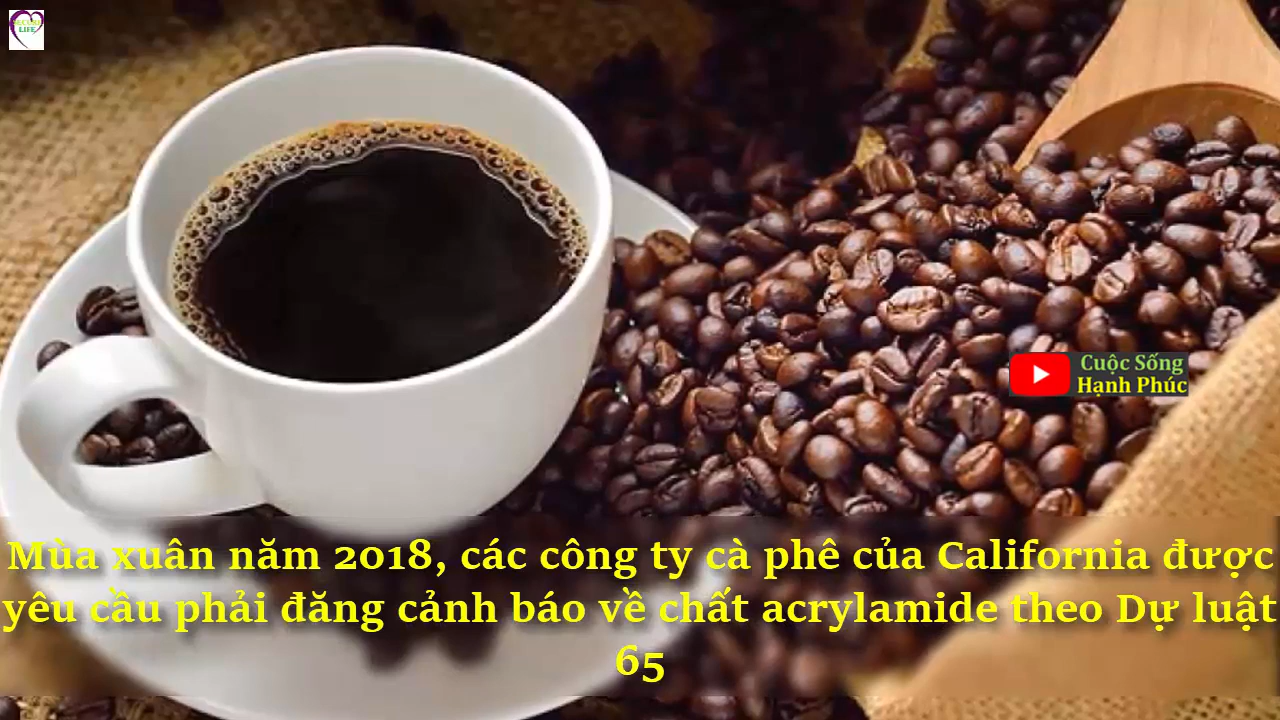 LIFE
Cuộc Sống
Hạnh Phúc
Mùa xuân năm 2018, các công ty cà phê của California được
yêu cầu phải đăng cảnh báo về chất acrylamide theo Dự luật
65